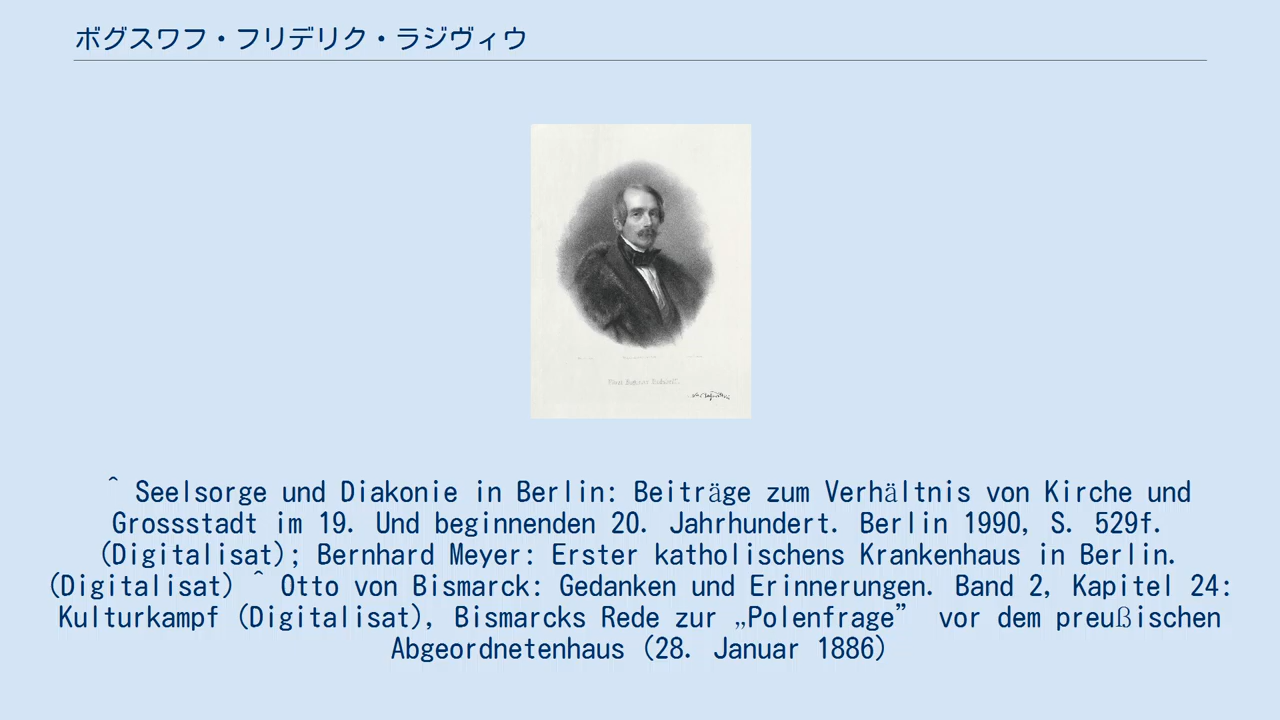 ボグスワフ・フリデリク・ラジヴィウ
^ Seelsorge und Diakonie in Berlin: Beiträge zum Verhältnis von Kirche und
Grossstadt im 19. Und beginnenden 20. Jahrhundert. Berlin 1990, S. 529f.
(Digitalisat); Bernhard Meyer: Erster katholischens Krankenhaus in Berlin.
(Digitalisat) ^ Otto von Bismarck: Gedanken und Erinnerungen. Band 2, Kapitel 24:
Kulturkampf (Digitalisat), Bismarcks Rede zur „Polenfrage” vor dem preußischen
Abgeordnetenhaus (28. Januar 1886)